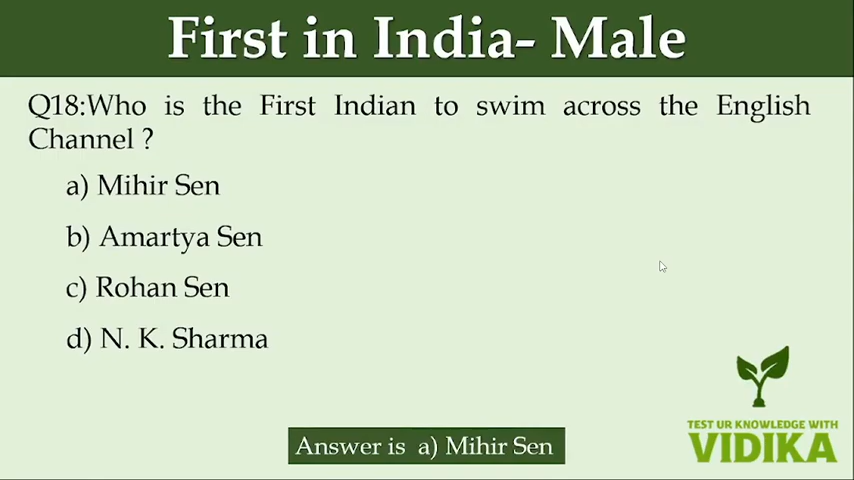 First in India- Male
Q18:Who is the First Indian to swim across the English
Channel ?
a) Mihir Sen
b) Amartya Sen
c) Rohan Sen
d) N. K. Sharma
Answer is a) Mihir Sen
TEST UR KNOWLEDGE WITH
VIDIKA